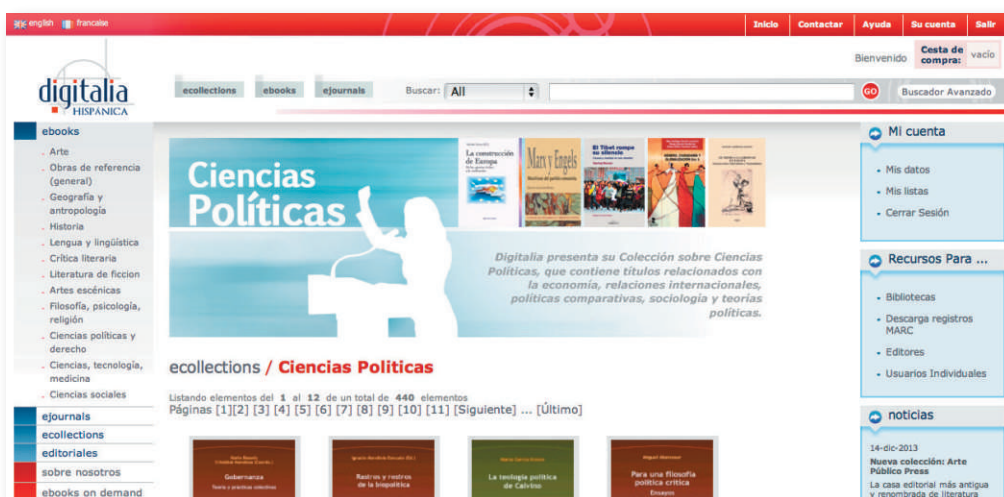 english francaise
Inicio Contactar Ayuda Su cuenta Salir
Bienvenido Cesta de compra: vacío
digitalia
HISPÁNICA
ecollections ebooks ejournals Buscar: All GO Buscador Avanzado
ebooks
. Arte
. Obras de referencia
(general)
. Geografía y
antropología
. Historia
. Lengua y lingüística
. Crítica literaria
. Literatura de ficcion
. Artes escénicas
. Filosofía, psicología,
religión
. Ciencias políticas y
derecho
. Ciencias, tecnología,
medicina
. Ciencias sociales
ejournals
ecollections
editoriales
sobre nosotros
ebooks on demand
Ciencias
Políticas
La construcción
de Europa
Marx y Engels
El Tíbet rompe
su silencio
Digitalia presenta su Colección sobre Ciencias
Políticas, que contiene títulos relacionados con
la economía, relaciones internacionales,
políticas comparativas, sociología y teorías
políticas.
ecollections / Ciencias Politicas
Listando elementos del 1 al 12 de un total de 440 elementos
Páginas [1][2] [3] [4] [5] [6] [7] [8] [9] [10] [11] [Siguiente] ... [Último]
Gobernanza
Rastros y rostros
de la biopolítica
La teología política
de Calvino
Miguel Abensour
Para una filosofía
política crítica
Ensayos
Mi cuenta
• Mis datos
• Mis listas
• Cerrar Sesión
Recursos Para ...
• Bibliotecas
• Descarga registros
MARC
• Editores
• Usuarios Individuales
noticias
14-dic-2013
Nueva colección: Arte
Público Press
La casa editorial más antigua
y renombrada de literatura